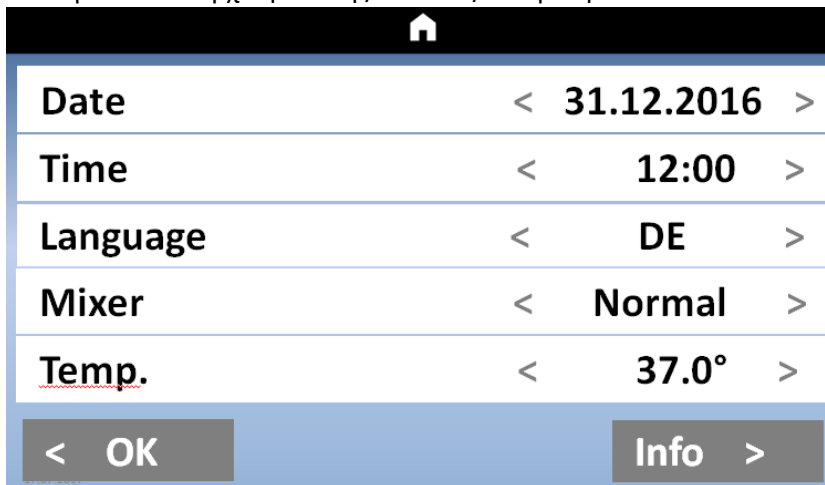 Date < 31.12.2016 >
Time < 12:00 >
Language < DE >
Mixer < Normal >
Temp. < 37.0° >
< OK Info >